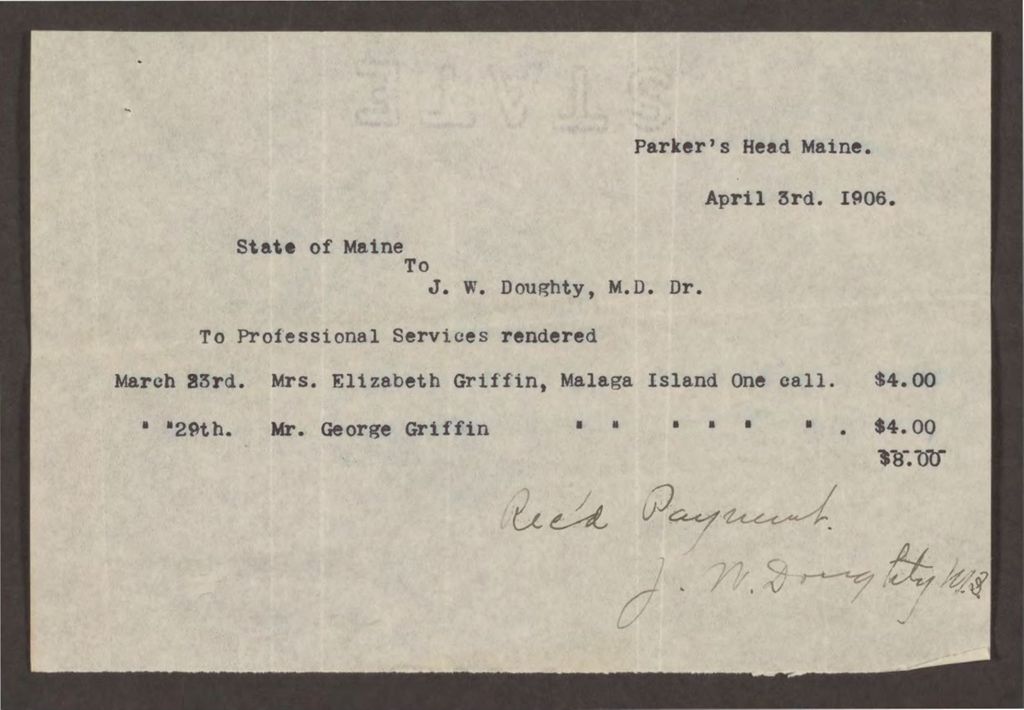 Parker's Head Maine.
April 3rd. I906.
State of Maine
To
J. W. Doughty, M.D. Dr.
To Professional Services rendered
March 23rd. Mrs. Elizabeth Griffin, Malaga Island One call. $4.00
" "29th. Mr. George Griffin " " " " " " . $4.00
$8.00
Rec'd Payment.
J. W. Doughty M.D.